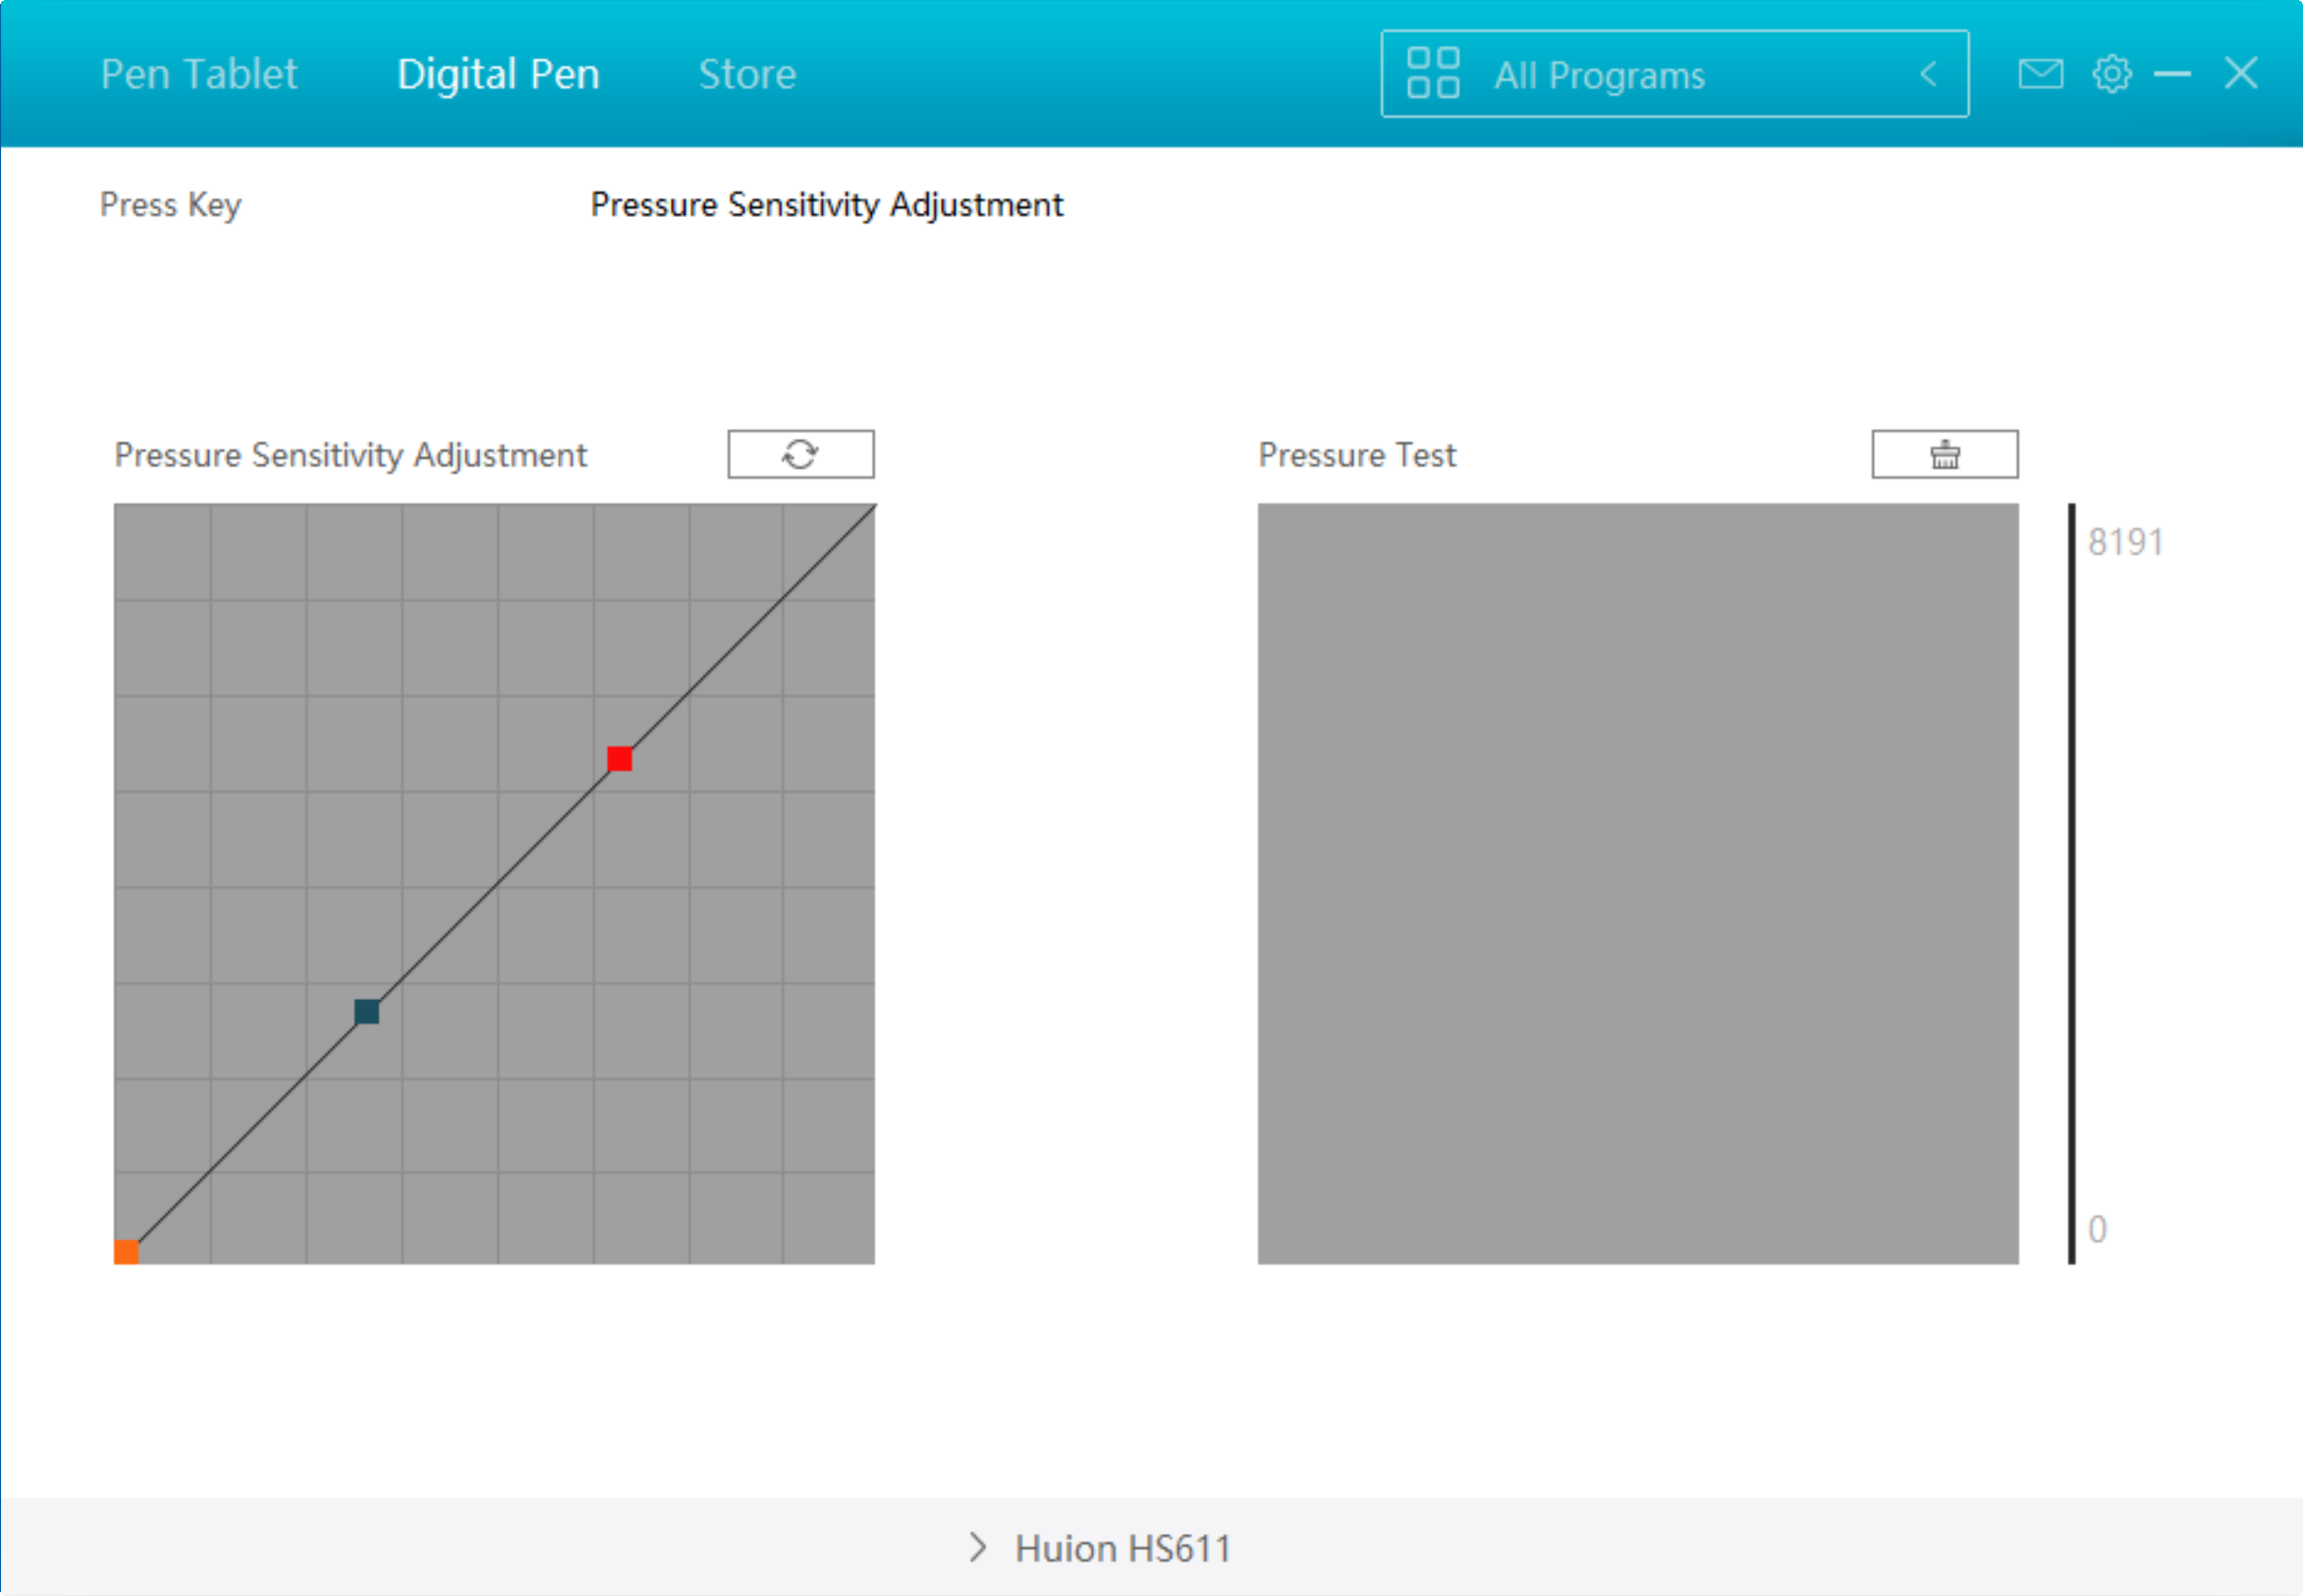 Pen Tablet Digital Pen Store All Programs
Press Key Pressure Sensitivity Adjustment
Pressure Sensitivity Adjustment Pressure Test
8191
0
Huion HS611